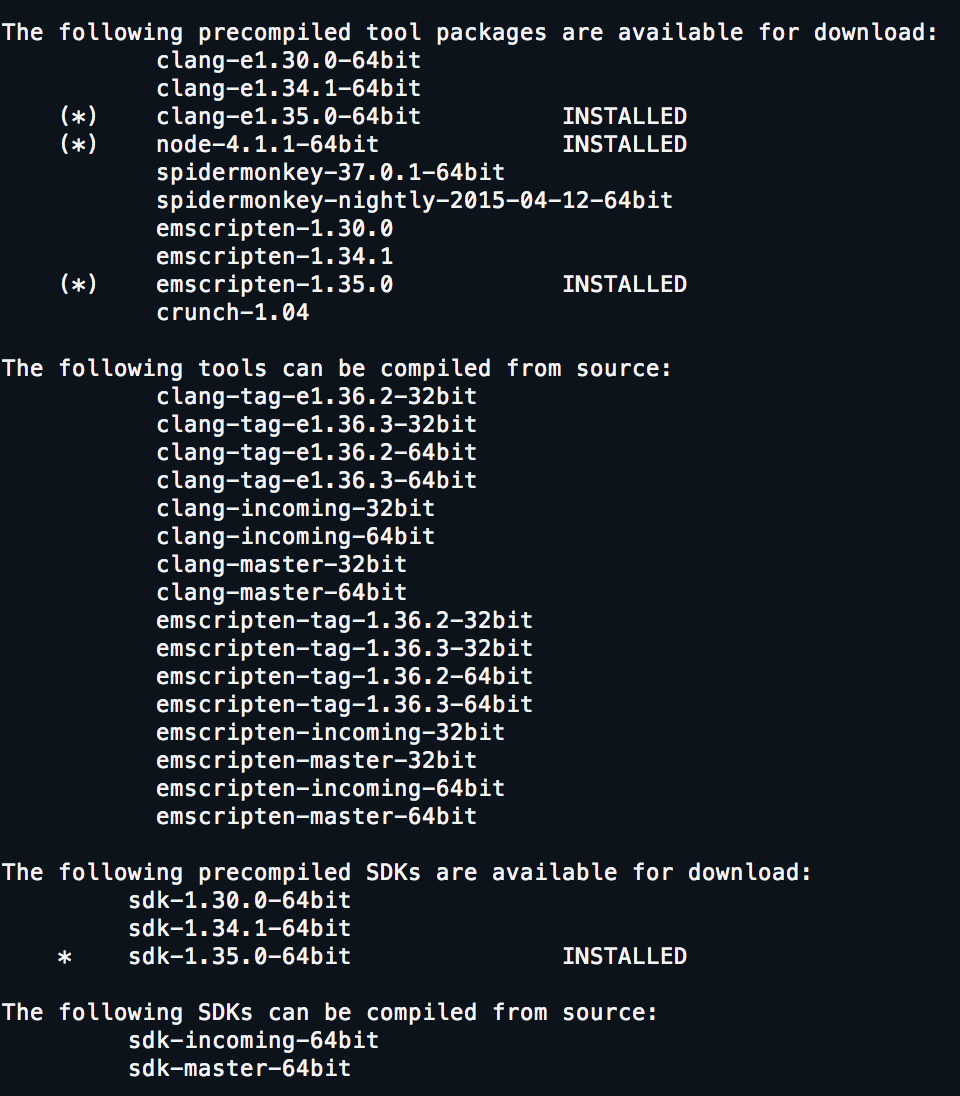 The following precompiled tool packages are available for download:
clang-e1.30.0-64bit
clang-e1.34.1-64bit
(*) clang-e1.35.0-64bit INSTALLED
(*) node-4.1.1-64bit INSTALLED
spidermonkey-37.0.1-64bit
spidermonkey-nightly-2015-04-12-64bit
emscripten-1.30.0
emscripten-1.34.1
(*) emscripten-1.35.0 INSTALLED
crunch-1.04
The following tools can be compiled from source:
clang-tag-e1.36.2-32bit
clang-tag-e1.36.3-32bit
clang-tag-e1.36.2-64bit
clang-tag-e1.36.3-64bit
clang-incoming-32bit
clang-incoming-64bit
clang-master-32bit
clang-master-64bit
emscripten-tag-1.36.2-32bit
emscripten-tag-1.36.3-32bit
emscripten-tag-1.36.2-64bit
emscripten-tag-1.36.3-64bit
emscripten-incoming-32bit
emscripten-master-32bit
emscripten-incoming-64bit
emscripten-master-64bit
The following precompiled SDKs are available for download:
sdk-1.30.0-64bit
sdk-1.34.1-64bit
* sdk-1.35.0-64bit INSTALLED
The following SDKs can be compiled from source:
sdk-incoming-64bit
sdk-master-64bit